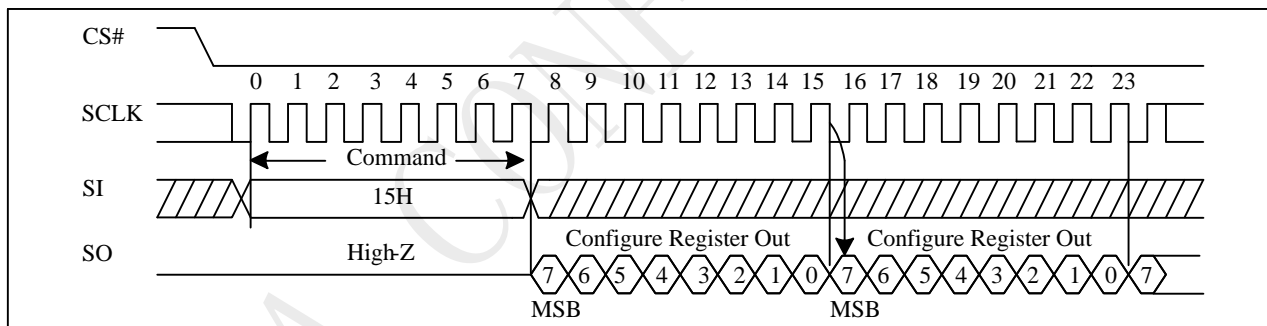 CS#
0 1 2 3 4 5 6 7 8 9 10 11 12 13 14 15 16 17 18 19 20 21 22 23
SCLK
Command
SI
15H
SO
High-Z
Configure Register Out Configure Register Out
7 6 5 4 3 2 1 0 7 6 5 4 3 2 1 0 7
MSB MSB